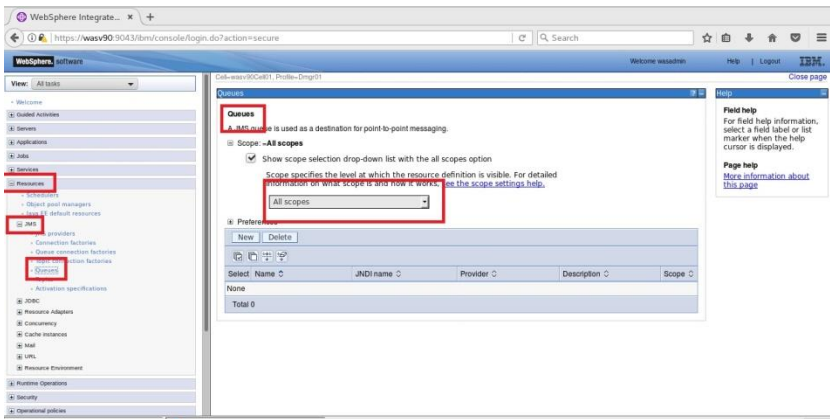 WebSphere Integrate...
https://wasv90:9043/ibm/console/login.do?action=secure
Search
WebSphere. software
Welcome wasadmin
Help | Logout
IBM.
View: All tasks
Cell=wasv90Cell01, Profile=Dmgr01
Close page
Welcome
Guided Activities
Servers
Applications
Jobs
Services
Resources
Schedulers
Object pool managers
Java EE default resources
JMS
JMS providers
Connection factories
Queue connection factories
Topic connection factories
Queues
Activation specifications
JDBC
Resource Adapters
Concurrency
Cache instances
Mail
URL
Resource Environment
Runtime Operations
Security
Operational policies
Queues
Queues
A JMS queue is used as a destination for point-to-point messaging.
Scope: =All scopes
Show scope selection drop-down list with the all scopes option
Scope specifies the level at which the resource
definition is visible. For detailed
information on what scope is and how it works, see the scope settings help.
All scopes
Preferences
New Delete
Select Name JNDI name Provider Description Scope
None
Total 0
Help
Field help
For field help information,
select a field label or list
marker when the help
cursor is displayed.
Page help
More information about
this page